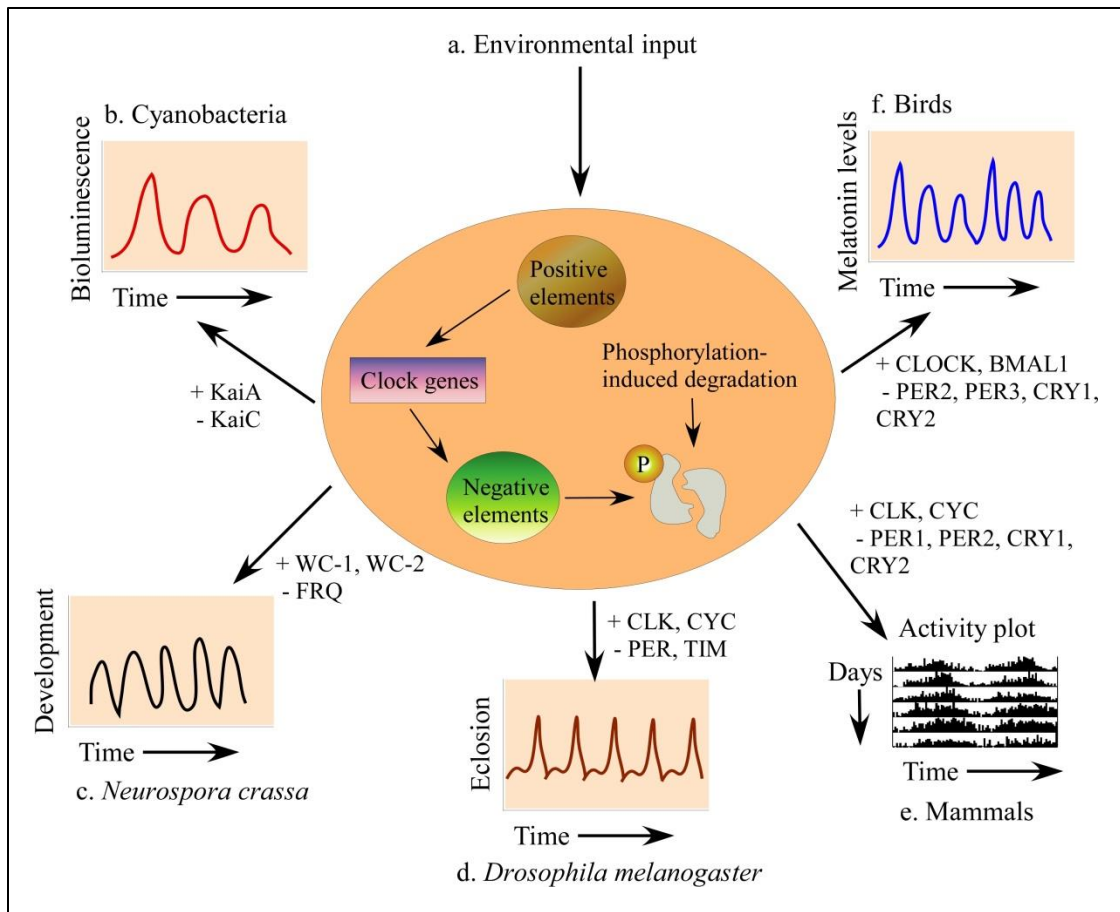 a. Environmental input
b. Cyanobacteria
Bioluminescence
Time
+ KaiA
- KaiC
f. Birds
Melatonin levels
Time
+ CLOCK, BMAL1
- PER2, PER3, CRY1,
CRY2
Positive
elements
Clock genes
Phosphorylation-
induced degradation
P
Negative
elements
+ WC-1, WC-2
- FRQ
Development
Time
c. Neurospora crassa
+ CLK, CYC
- PER, TIM
Eclosion
Time
d. Drosophila melanogaster
+ CLK, CYC
- PER1, PER2, CRY1,
CRY2
Activity plot
Days
Time
e. Mammals